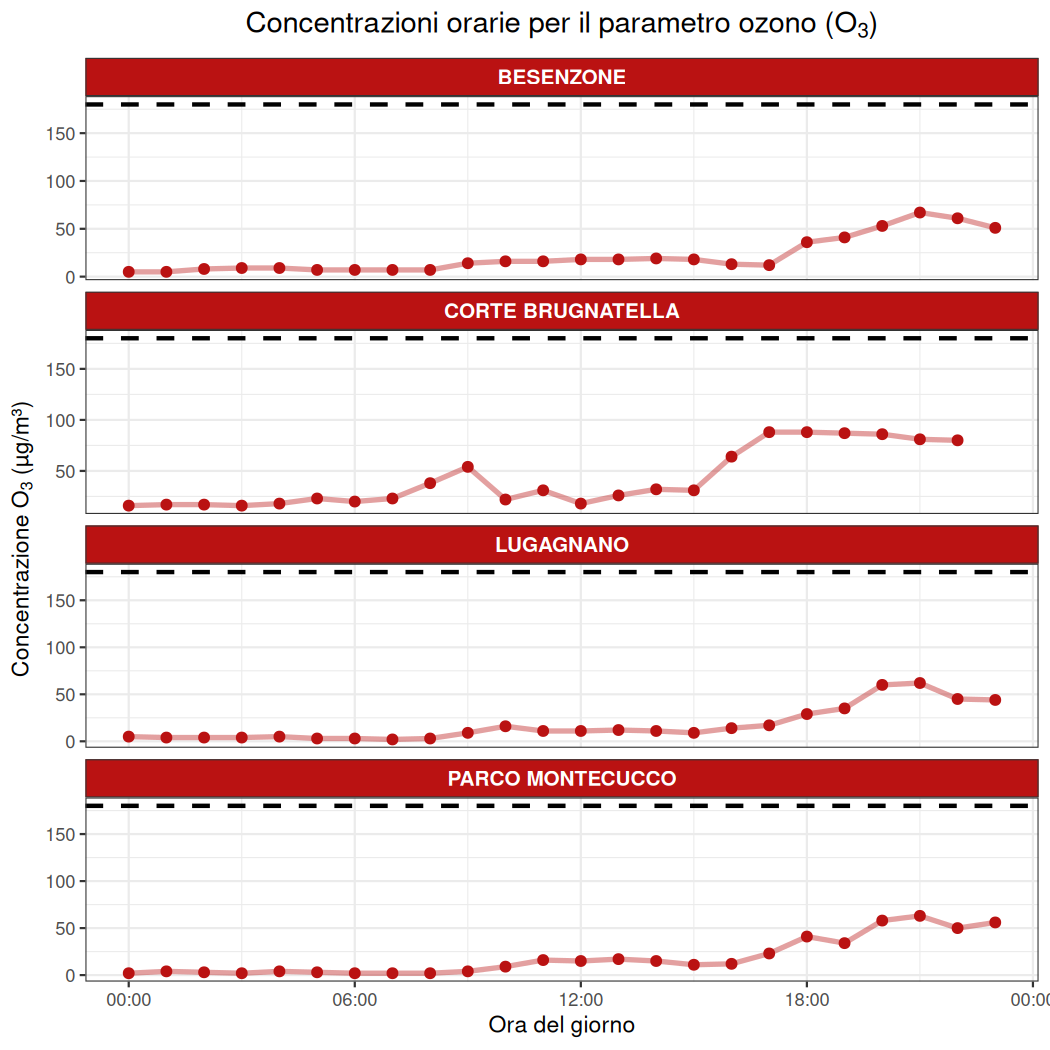 Concentrazioni orarie per il parametro ozono (O₃)
BESENZONE
150
100
50
0
CORTE BRUGNATELLA
150
100
50
LUGAGNANO
150
100
50
0
PARCO MONTECUCCO
150
100
50
0
00:00 06:00 12:00 18:00 00:0
Ora del giorno
Concentrazione O₃ (µg/m³)